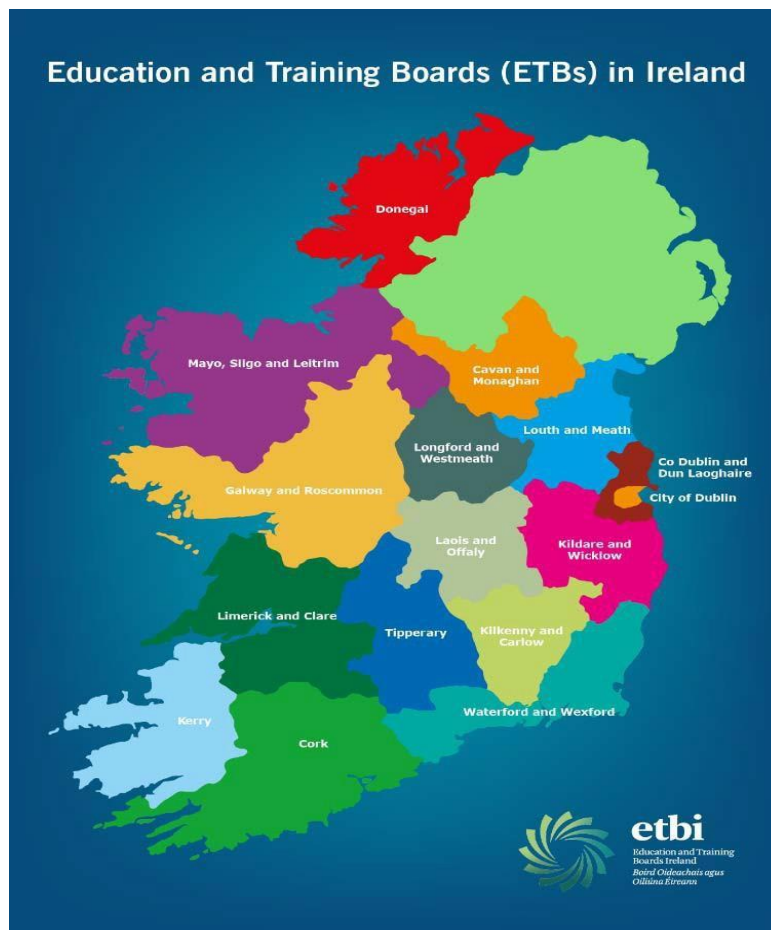 Education and Training Boards (ETBs) in Ireland
Donegal
Mayo, Sligo and Leitrim
Cavan and
Monaghan
Louth and Meath
Longford and
Westmeath
Co Dublin and
Dun Laoghaire
City of Dublin
Galway and Roscommon
Laois and
Offaly
Kildare and
Wicklow
Limerick and Clare
Tipperary
Kilkenny and
Carlow
Waterford and Wexford
Kerry
Cork
etbi
Education and Training
Boards Ireland
Boird Oideachais agus
Oiliúna Éireann